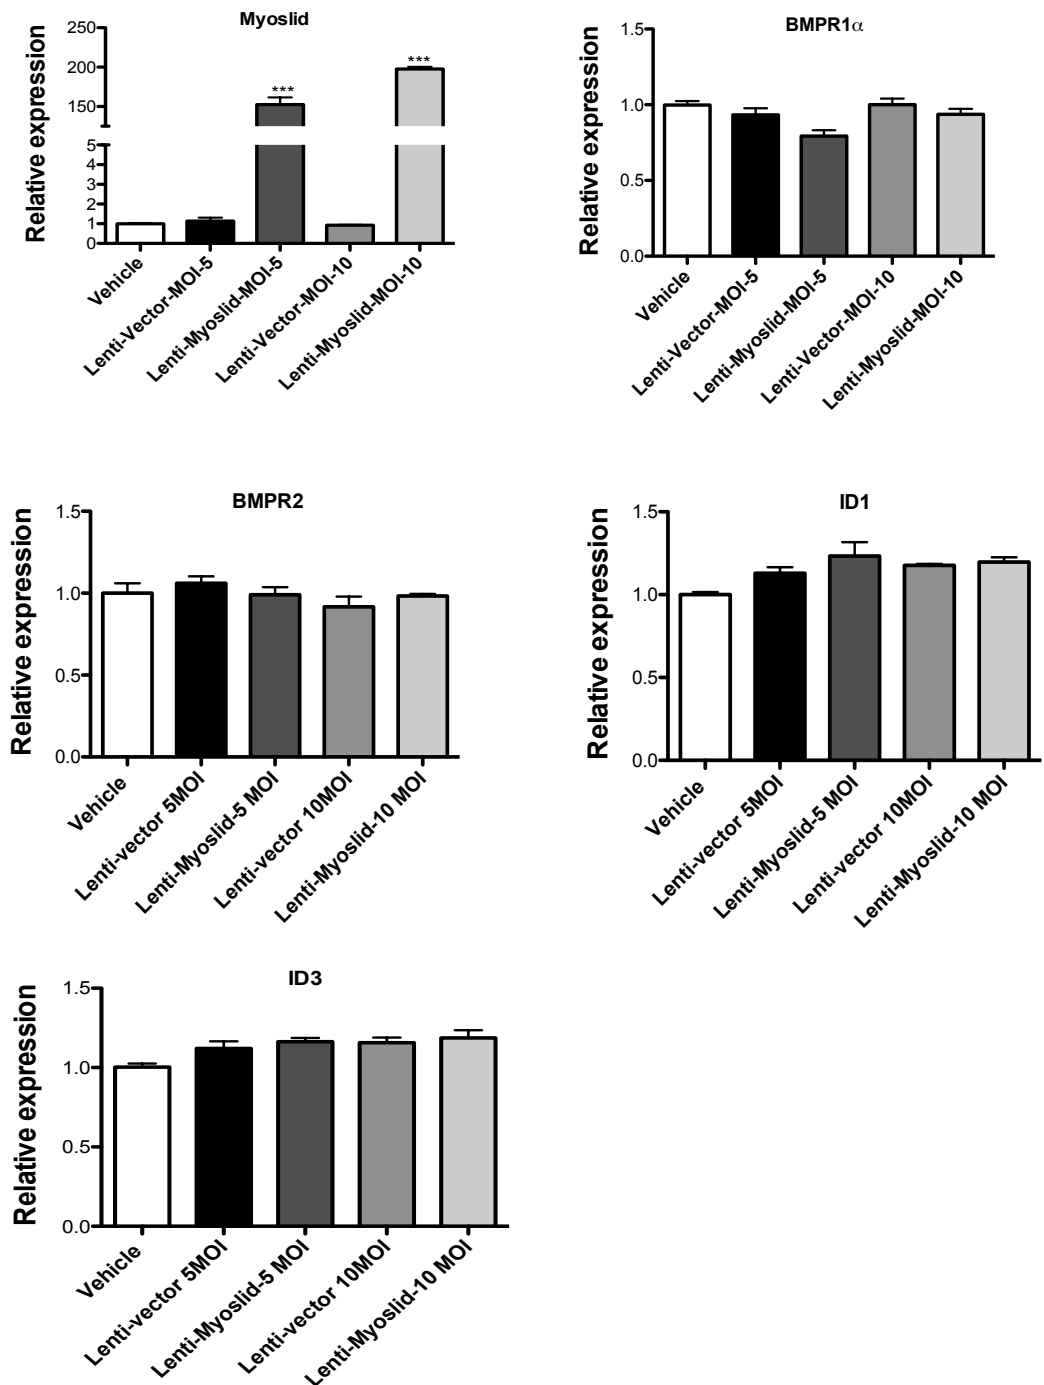 Myoslid
Relative expression
250
200
150
5
4
3
2
1
0
***
***
Vehicle
Lenti-Vector-MOI-5
Lenti-Myoslid-MOI-5
Lenti-Vector-MOI-10
Lenti-Myoslid-MOI-10
BMPR1α
Relative expression
1.5
1.0
0.5
0.0
Vehicle
Lenti-Vector-MOI-5
Lenti-Myoslid-MOI-5
Lenti-Vector-MOI-10
Lenti-Myoslid-MOI-10
BMPR2
Relative expression
1.5
1.0
0.5
0.0
Vehicle
Lenti-vector 5MOI
Lenti-Myoslid-5 MOI
Lenti-vector 10MOI
Lenti-Myoslid-10 MOI
ID1
Relative expression
1.5
1.0
0.5
0.0
Vehicle
Lenti-vector 5MOI
Lenti-Myoslid-5 MOI
Lenti-vector 10MOI
Lenti-Myoslid-10 MOI
ID3
Relative expression
1.5
1.0
0.5
0.0
Vehicle
Lenti-vector 5MOI
Lenti-Myoslid-5 MOI
Lenti-vector 10MOI
Lenti-Myoslid-10 MOI